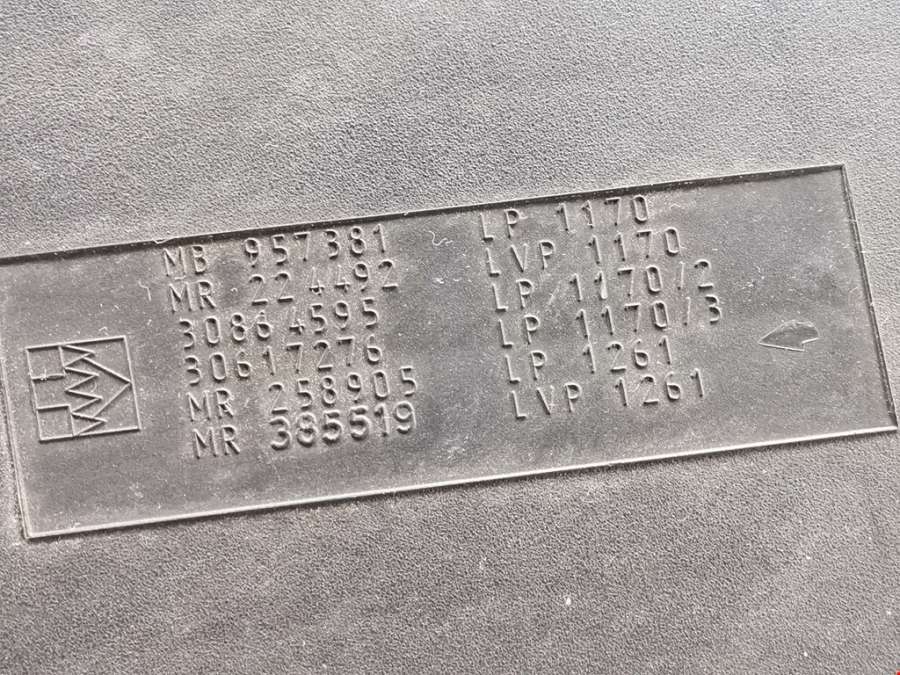 MB 957381
MR 224492
30864595
30617276
MR 258905
MR 385519
LP 1170
LVP 1170
LP 1170/2
LP 1170/3
LP 1261
LVP 1261